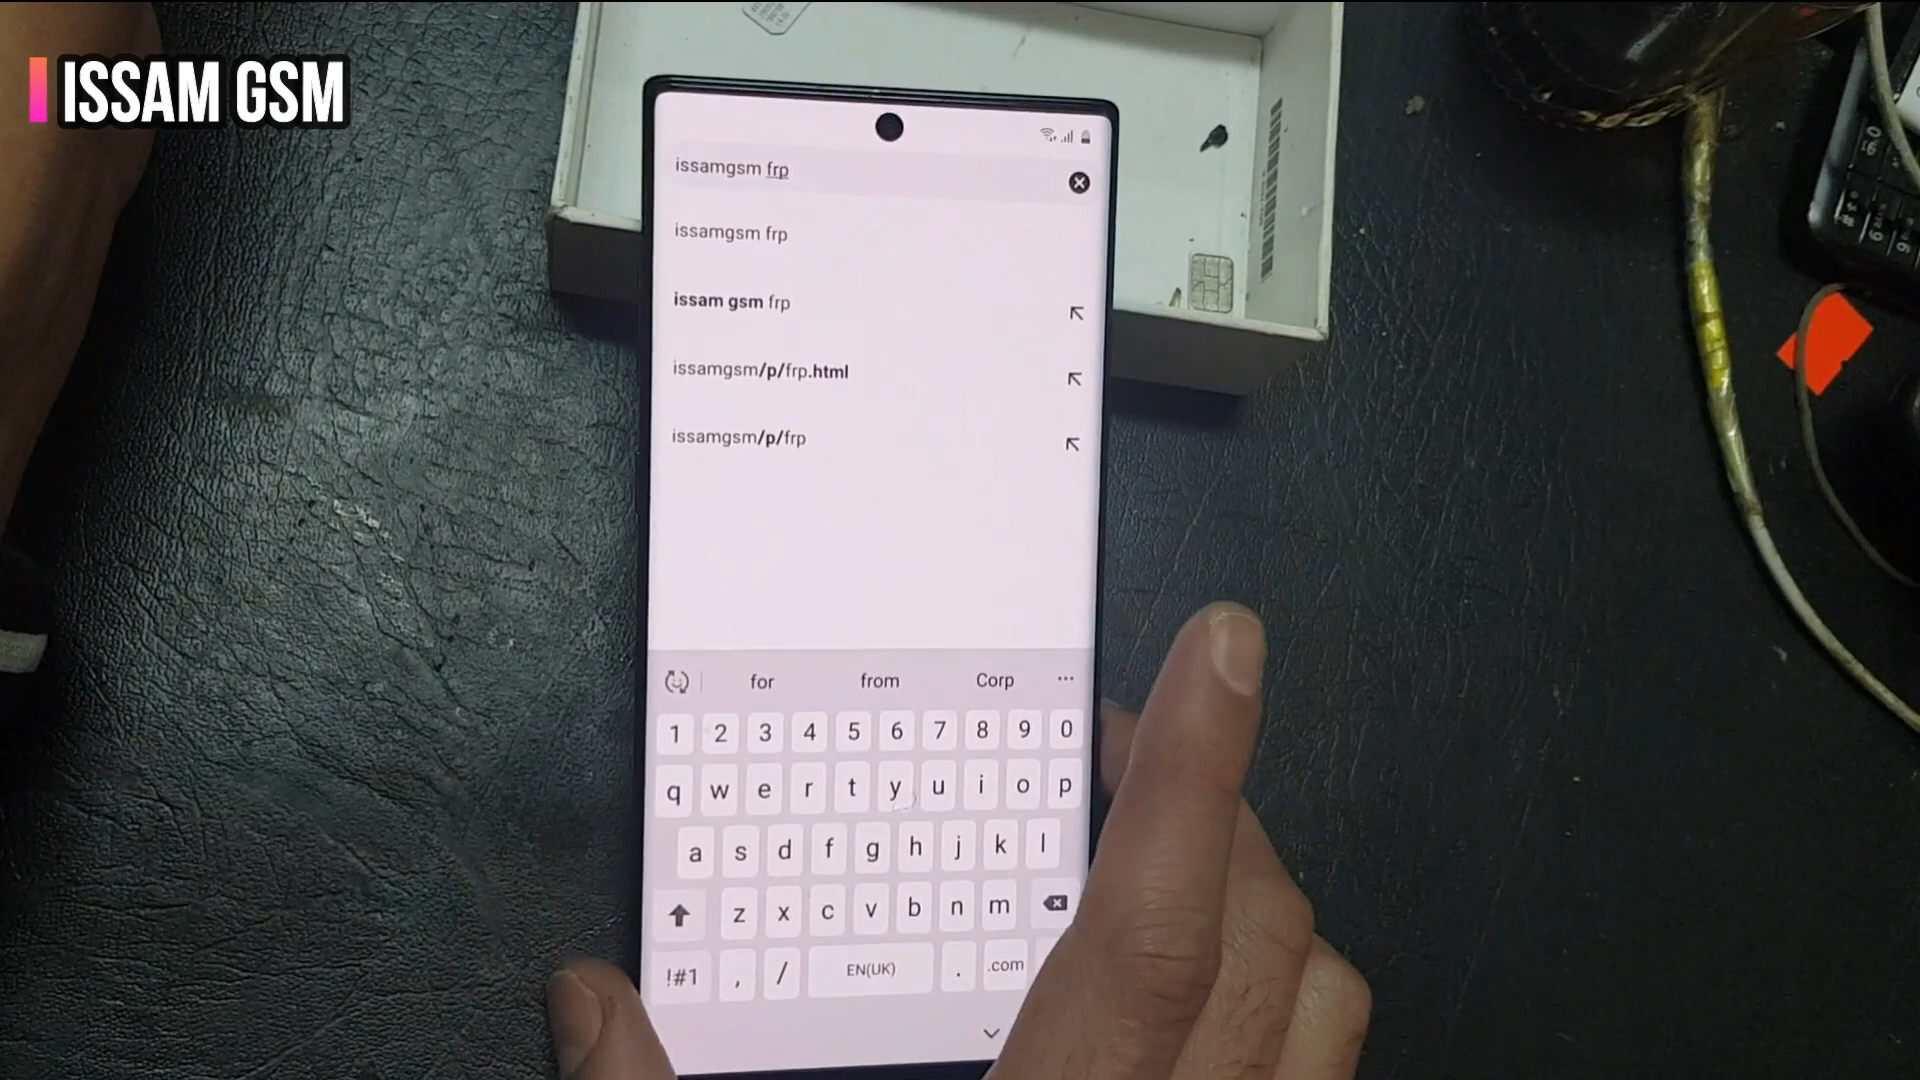 ISSAM GSM
issamgsm frp
issamgsm frp
issam gsm frp
issamgsm/p/frp.html
issamgsm/p/frp
for from Corp ...
1 2 3 4 5 6 7 8 9 0
q w e r t y u i o p
a s d f g h j k l
z x c v b n m
!#1 , / EN(UK) . .com